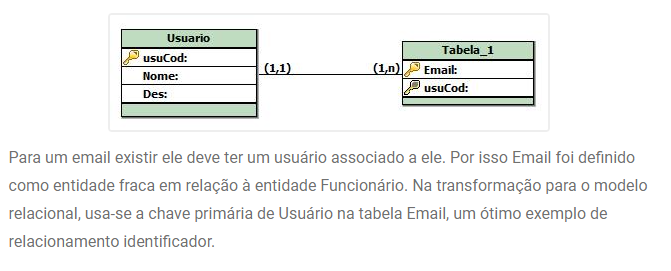 Usuario
usuCod:
Nome:
Des:
(1,1)
(1,n)
Tabela_1
Email:
usuCod:
Para um email existir ele deve ter um usuário associado a ele. Por isso Email foi definido
como entidade fraca em relação à entidade Funcionário. Na transformação para o modelo
relacional, usa-se a chave primária de Usuário na tabela Email, um ótimo exemplo de
relacionamento identificador.